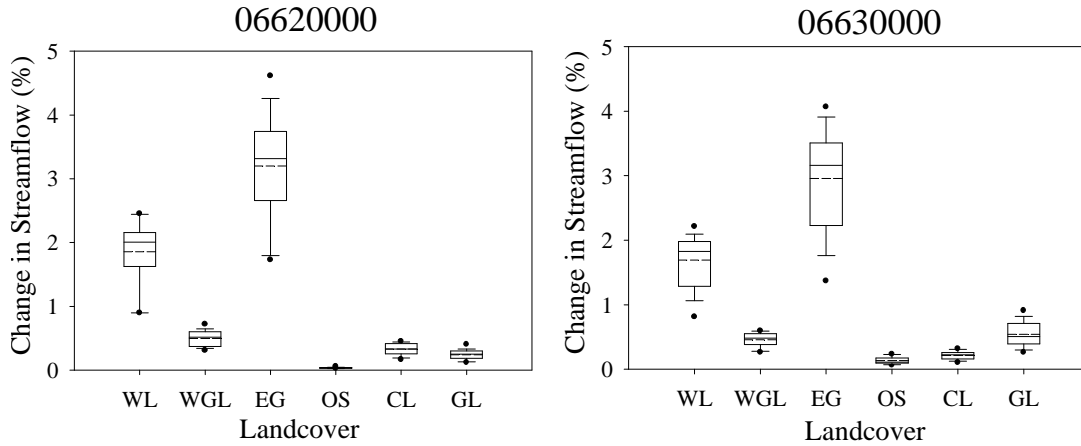 06620000
Change in Streamflow (%)
5
4
3
2
1
0
WL WGL EG OS CL GL
Landcover
06630000
Change in Streamflow (%)
5
4
3
2
1
0
WL WGL EG OS CL GL
Landcover